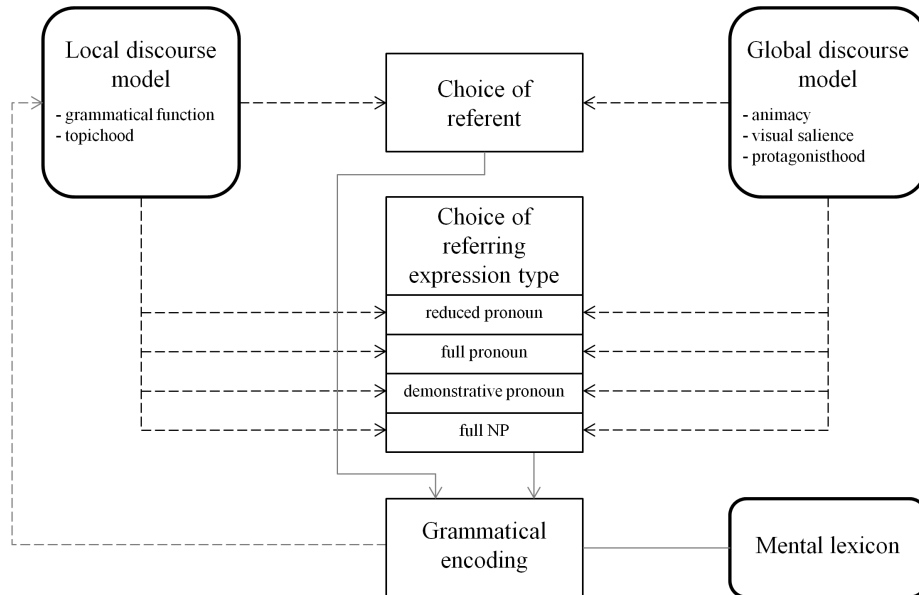 Local discourse
model
- grammatical function
- topichood
Choice of
referent
Global discourse
model
- animacy
- visual salience
- protagonisthood
Choice of
referring
expression type
reduced pronoun
full pronoun
demonstrative pronoun
full NP
Grammatical
encoding
Mental lexicon